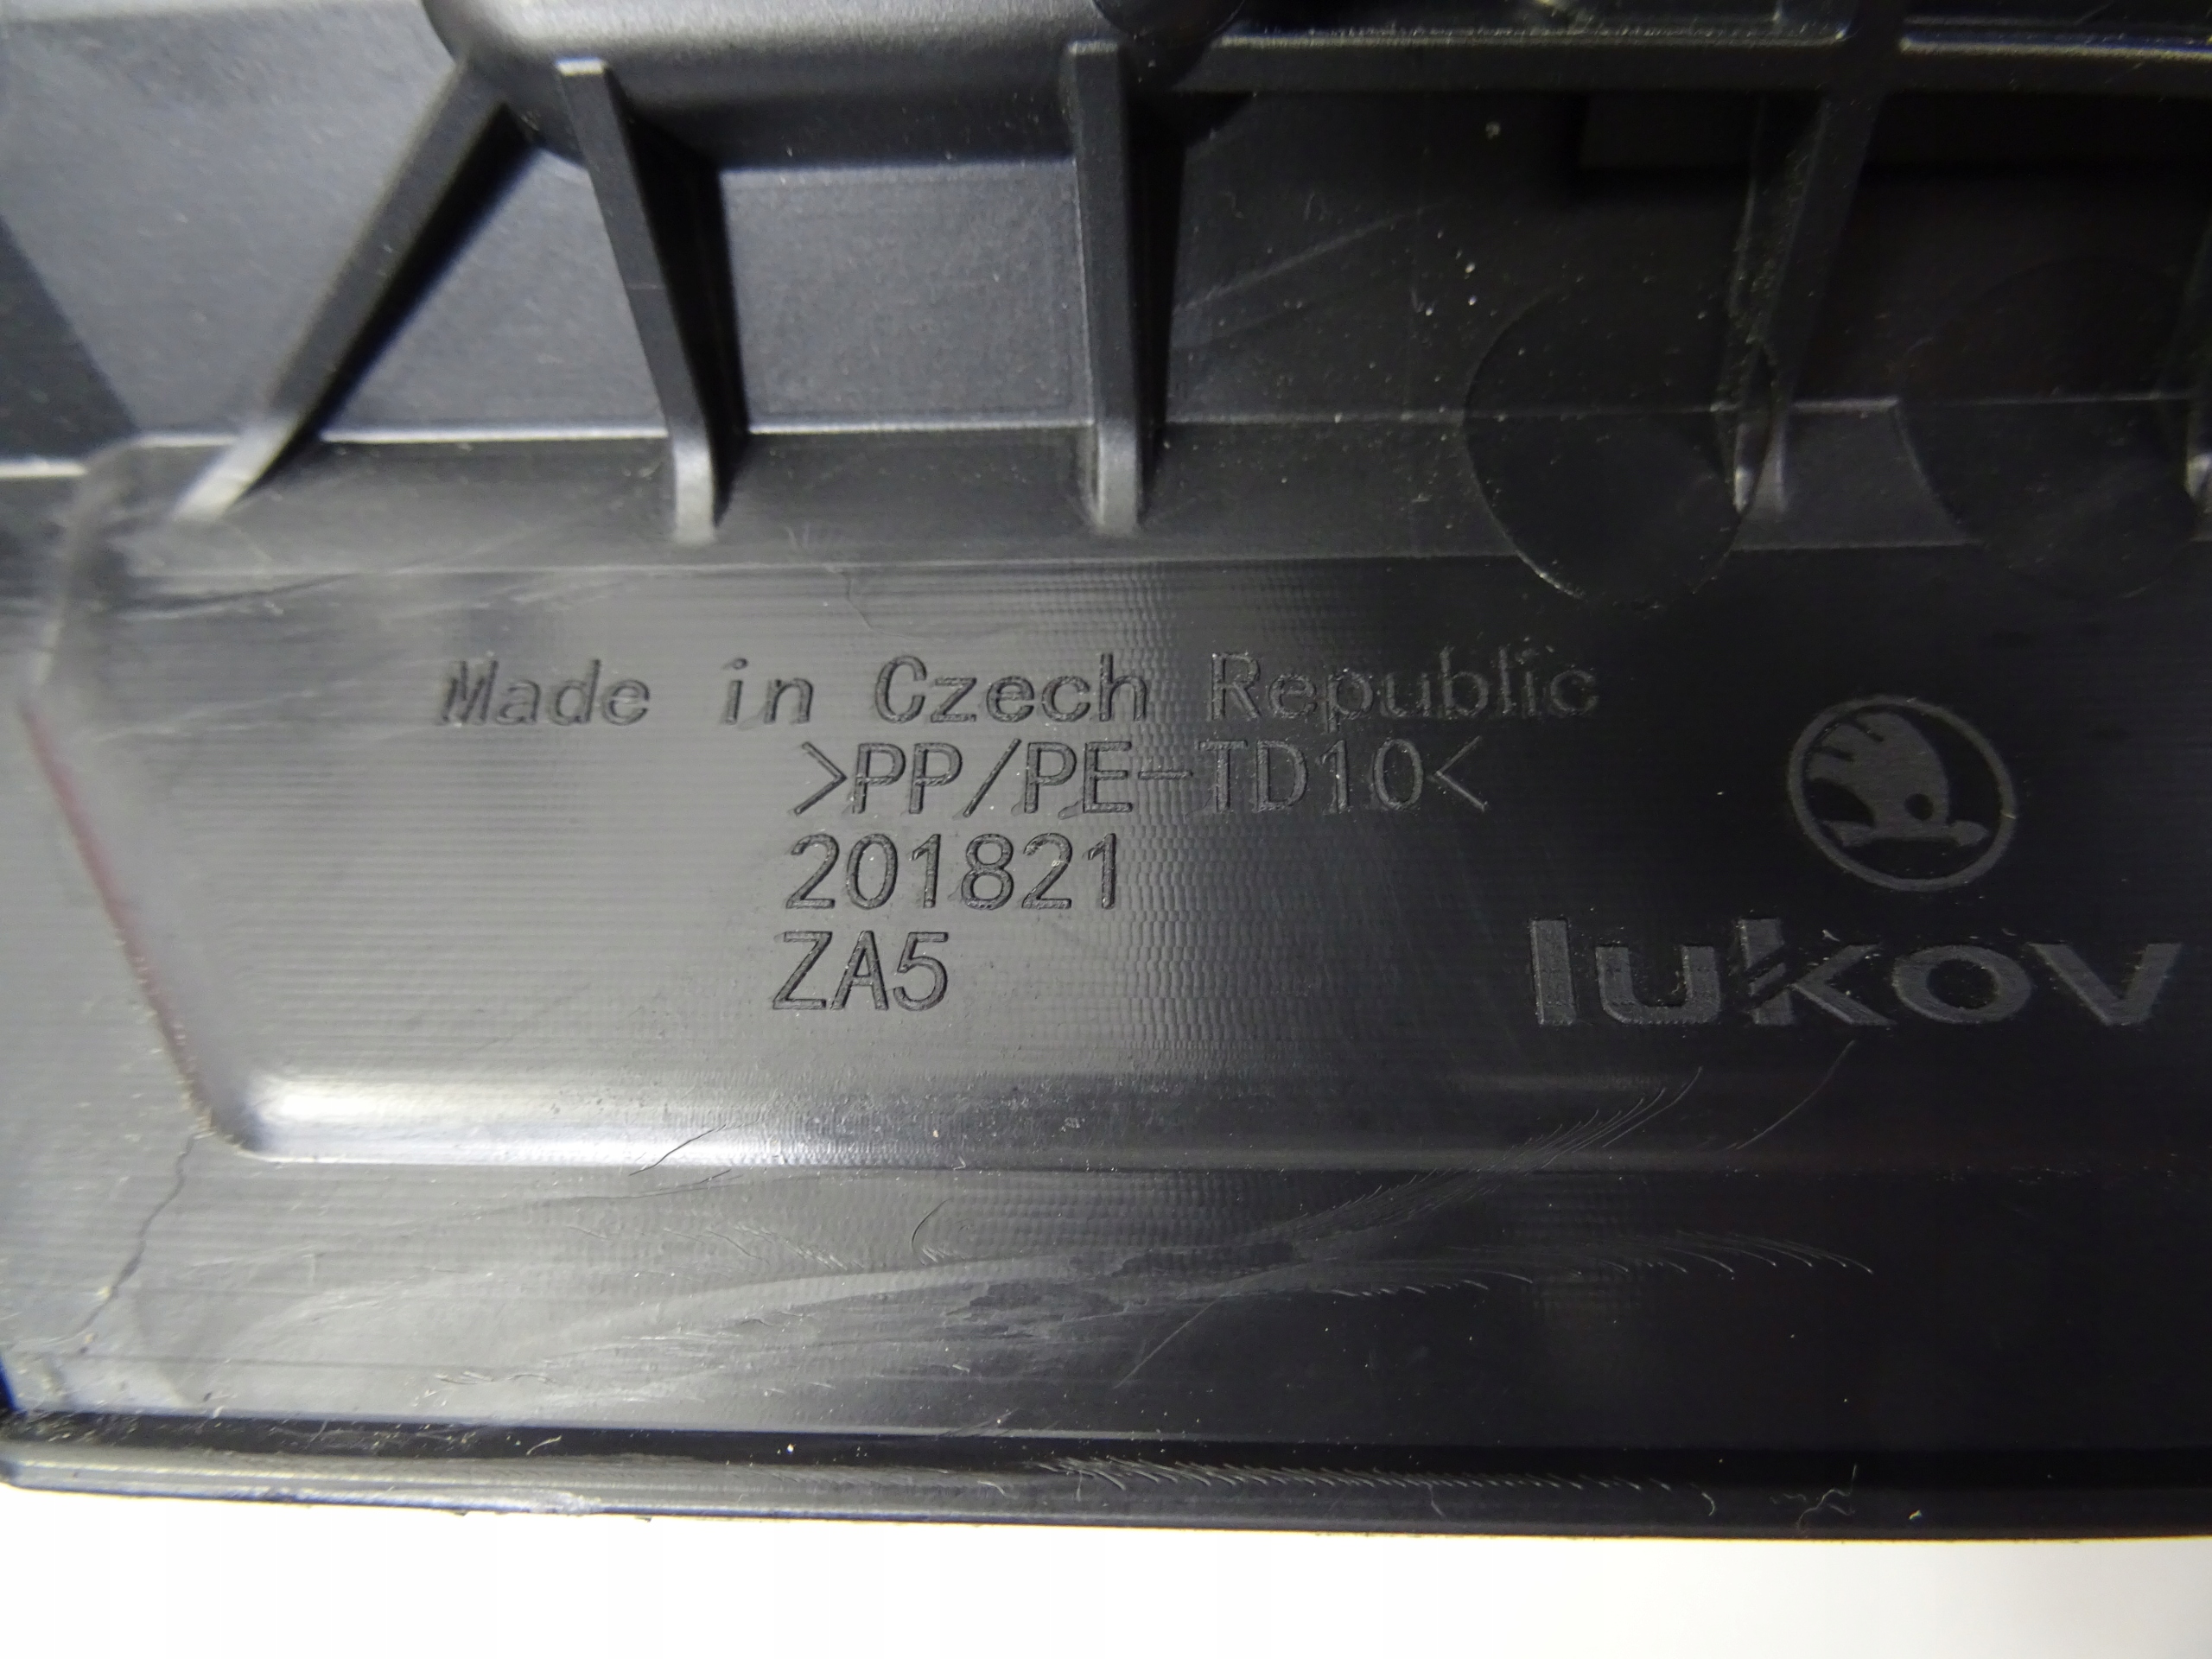 Made in Czech Republic
>PP/PE-TD10<
201821
ZA5
lukov